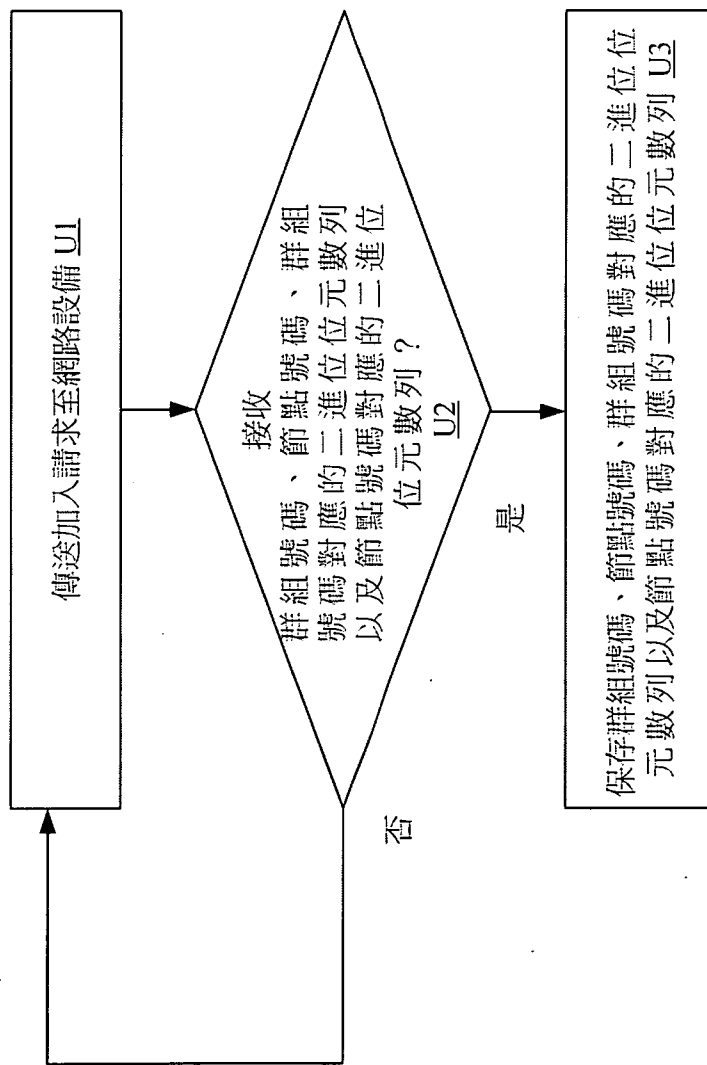 傳送加入請求至網路設備 U1
接收
群組號碼、節點號碼、群組
號碼對應的二進位位元數列
以及節點號碼對應的二進位
位元數列？
U2
否
是
保存群組號碼、節點號碼、群組號碼對應的二進位位
元數列以及節點號碼對應的二進位位元數列 U3